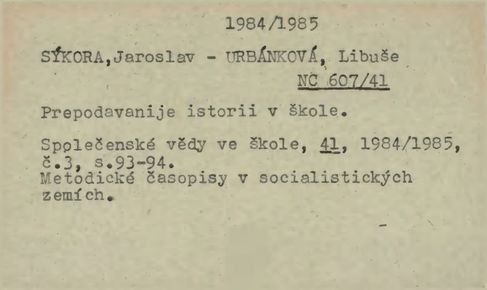 1984/1985
SÝKORA,Jaroslav - URBÁNKOVÁ, Libuše
NČ 607/41
Prepodavanije istorii v škole.
Společenské vědy ve škole, 41, 1984/1985,
č.3, s.93-94.
Metodické časopisy v socialistických
zemích.